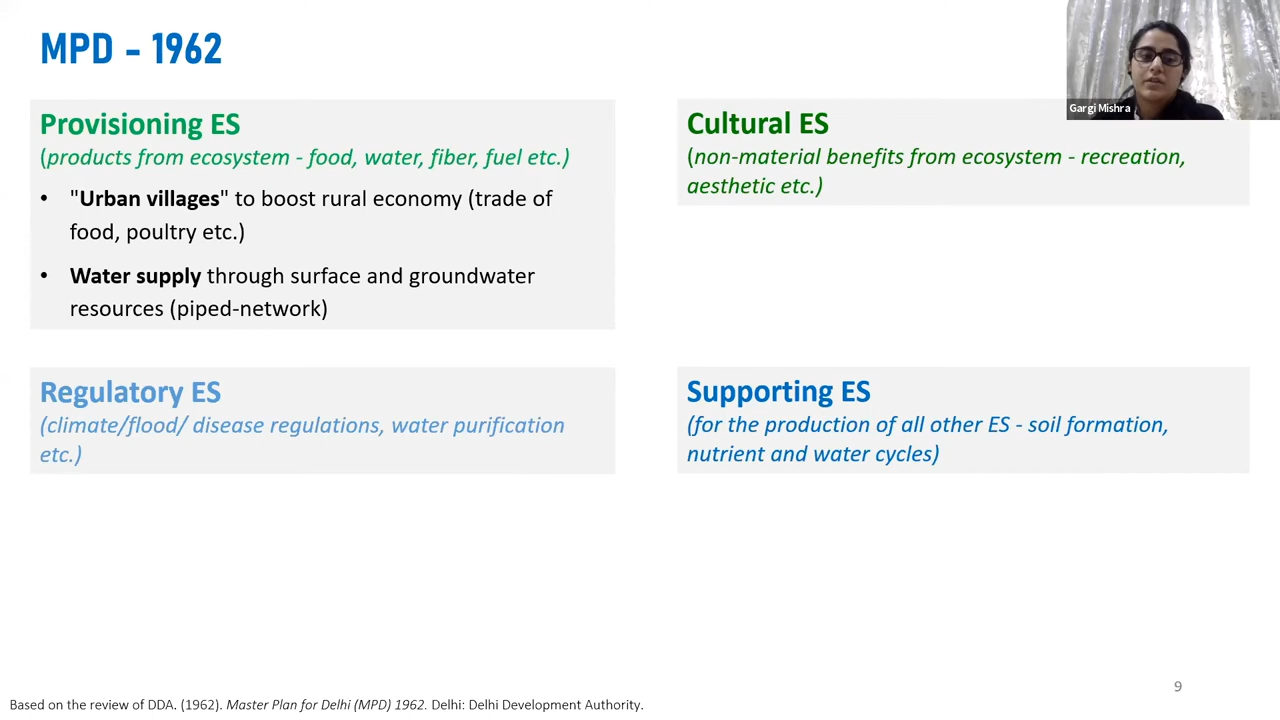 MPD - 1962
Gargi Mishra
Provisioning ES
(products from ecosystem - food, water, fiber, fuel etc.)
• "Urban villages" to boost rural economy (trade of
food, poultry etc.)
• Water supply through surface and groundwater
resources (piped-network)
Cultural ES
(non-material benefits from ecosystem - recreation,
aesthetic etc.)
Regulatory ES
(climate/flood/ disease regulations, water purification
etc.)
Supporting ES
(for the production of all other ES - soil formation,
nutrient and water cycles)
9
Based on the review of DDA. (1962). Master Plan for Delhi (MPD) 1962. Delhi: Delhi Development Authority.